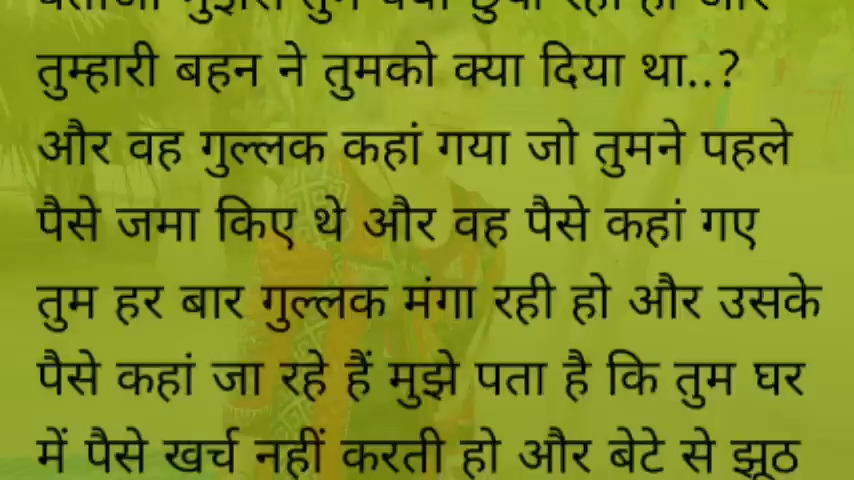 तुम्हारी बहन ने तुमको क्या दिया था..?
और वह गुल्लक कहां गया जो तुमने पहले
पैसे जमा किए थे और वह पैसे कहां गए
तुम हर बार गुल्लक मंगा रही हो और उसके
पैसे कहां जा रहे हैं मुझे पता है कि तुम घर
में पैसे खर्च नहीं करती हो और बेटे से झूठ